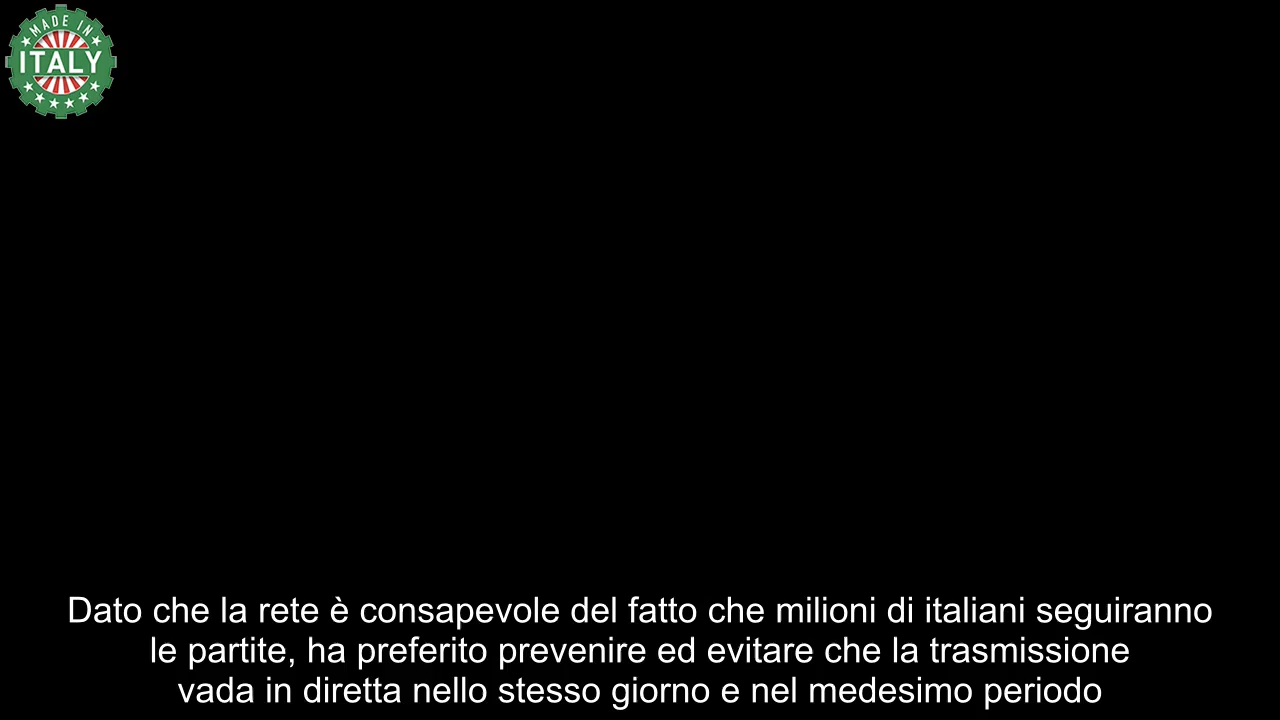 MADE IN
ITALY
Dato che la rete è consapevole del fatto che milioni di italiani seguiranno
le partite, ha preferito prevenire ed evitare che la trasmissione
vada in diretta nello stesso giorno e nel medesimo periodo